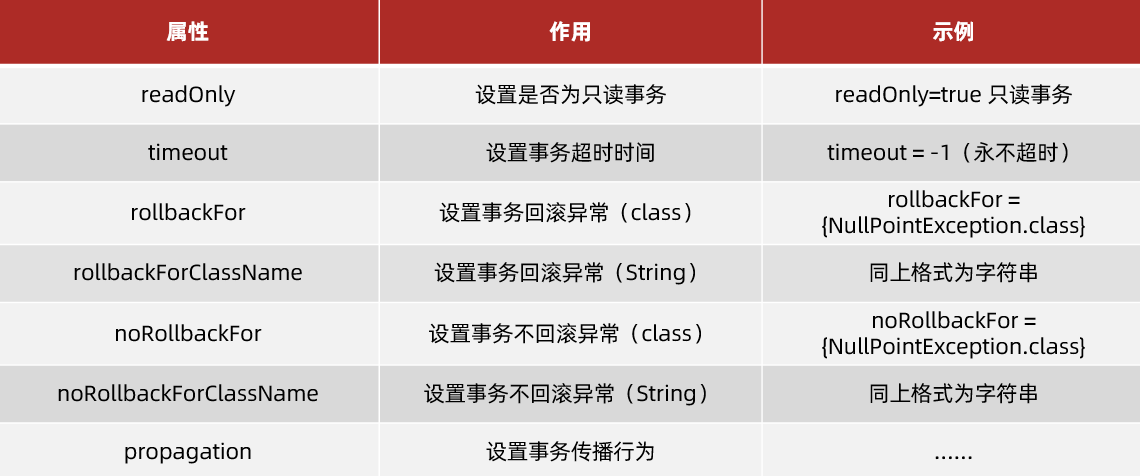 属性 作用 示例
readOnly 设置是否为只读事务 readOnly=true 只读事务
timeout 设置事务超时时间 timeout = -1（永不超时）
rollbackFor 设置事务回滚异常（class） rollbackFor =
{NullPointException.class}
rollbackForClassName 设置事务回滚异常（String） 同上格式为字符串
noRollbackFor 设置事务不回滚异常（class） noRollbackFor =
{NullPointException.class}
noRollbackForClassName 设置事务不回滚异常（String） 同上格式为字符串
propagation 设置事务传播行为 ……